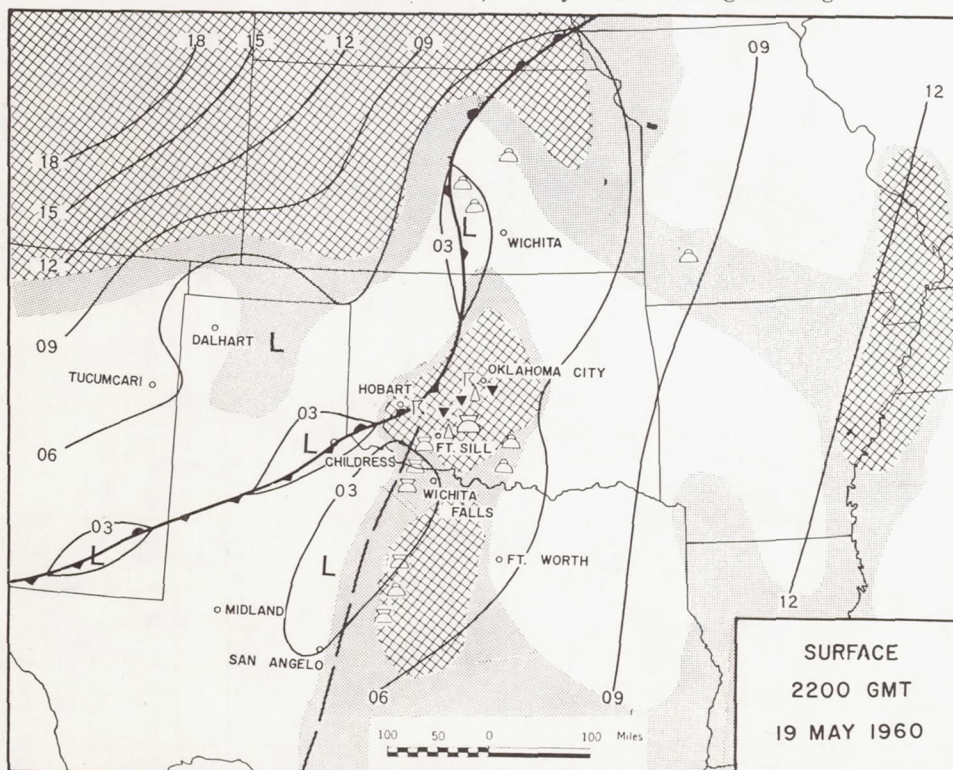 18 15 12 09
09
12
18
15
12
03 L
WICHITA
09
DALHART L
TUCUMCARI
HOBART
OKLAHOMA CITY
03
06
L
FT. SILL
CHILDRESS
03
WICHITA
FALLS
03
L
L
FT. WORTH
MIDLAND
12
SAN ANGELO
06
09
100 50 0 100 Miles
SURFACE
2200 GMT
19 MAY 1960